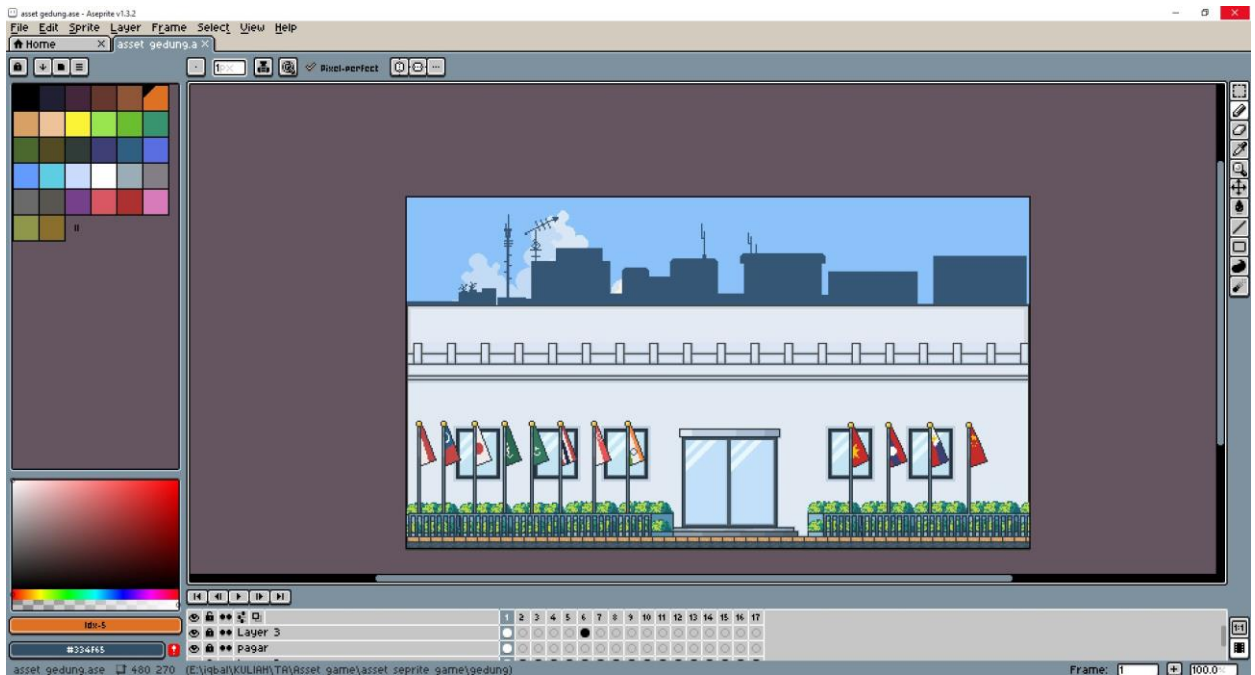 asset gedung.ase - Aseprite v1.3.2
File Edit Sprite Layer Frame Select View Help
Home X asset gedung.a X
1px Pixel-perfect
Idx-5
#334F65
1 2 3 4 5 6 7 8 9 10 11 12 13 14 15 16 17
Layer 3
pagar
1:1
asset gedung.ase 480 270 (E:\iqbal\KULIAH\TA\Asset game\asset seprite game\gedung)
Frame: 1 + 100.0